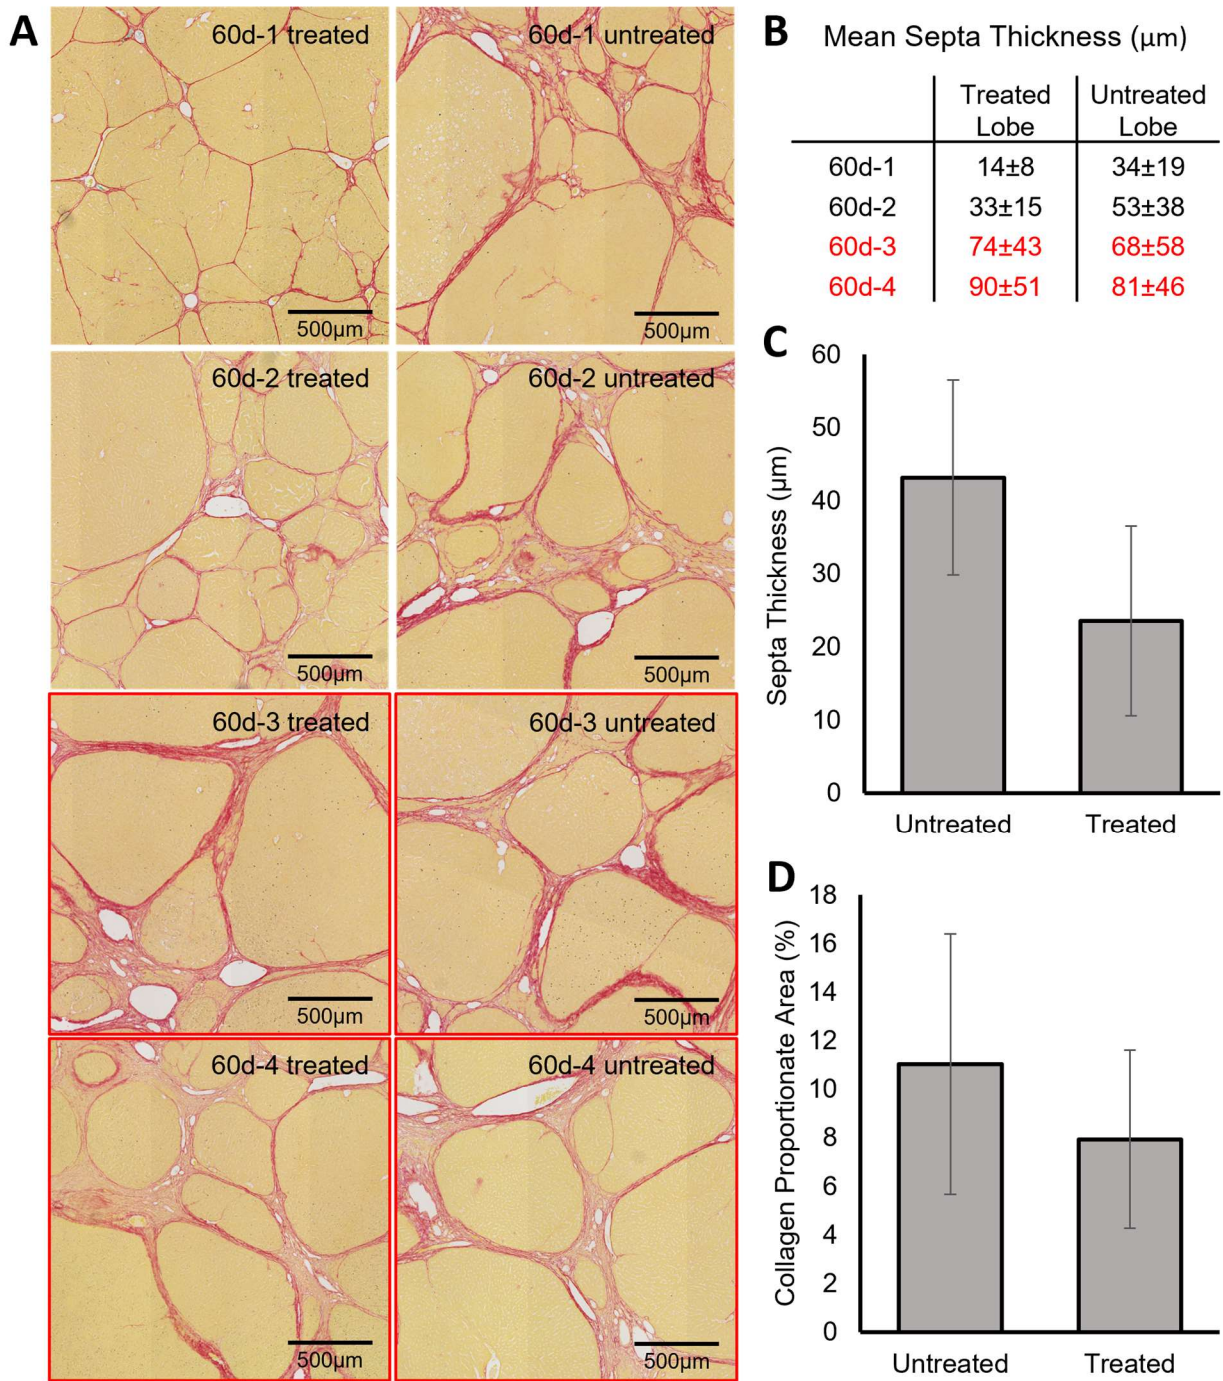 A
60d-1 treated
500µm
60d-1 untreated
500µm
60d-2 treated
500µm
60d-2 untreated
500µm
60d-3 treated
500µm
60d-3 untreated
500µm
60d-4 treated
500µm
60d-4 untreated
500µm
B
Mean Septa Thickness (µm)
Treated Lobe Untreated Lobe
60d-1 14±8 34±19
60d-2 33±15 53±38
60d-3 74±43 68±58
60d-4 90±51 81±46
C
Septa Thickness (µm)
60
50
40
30
20
10
0
Untreated Treated
D
Collagen Proportionate Area (%)
18
16
14
12
10
8
6
4
2
0
Untreated Treated